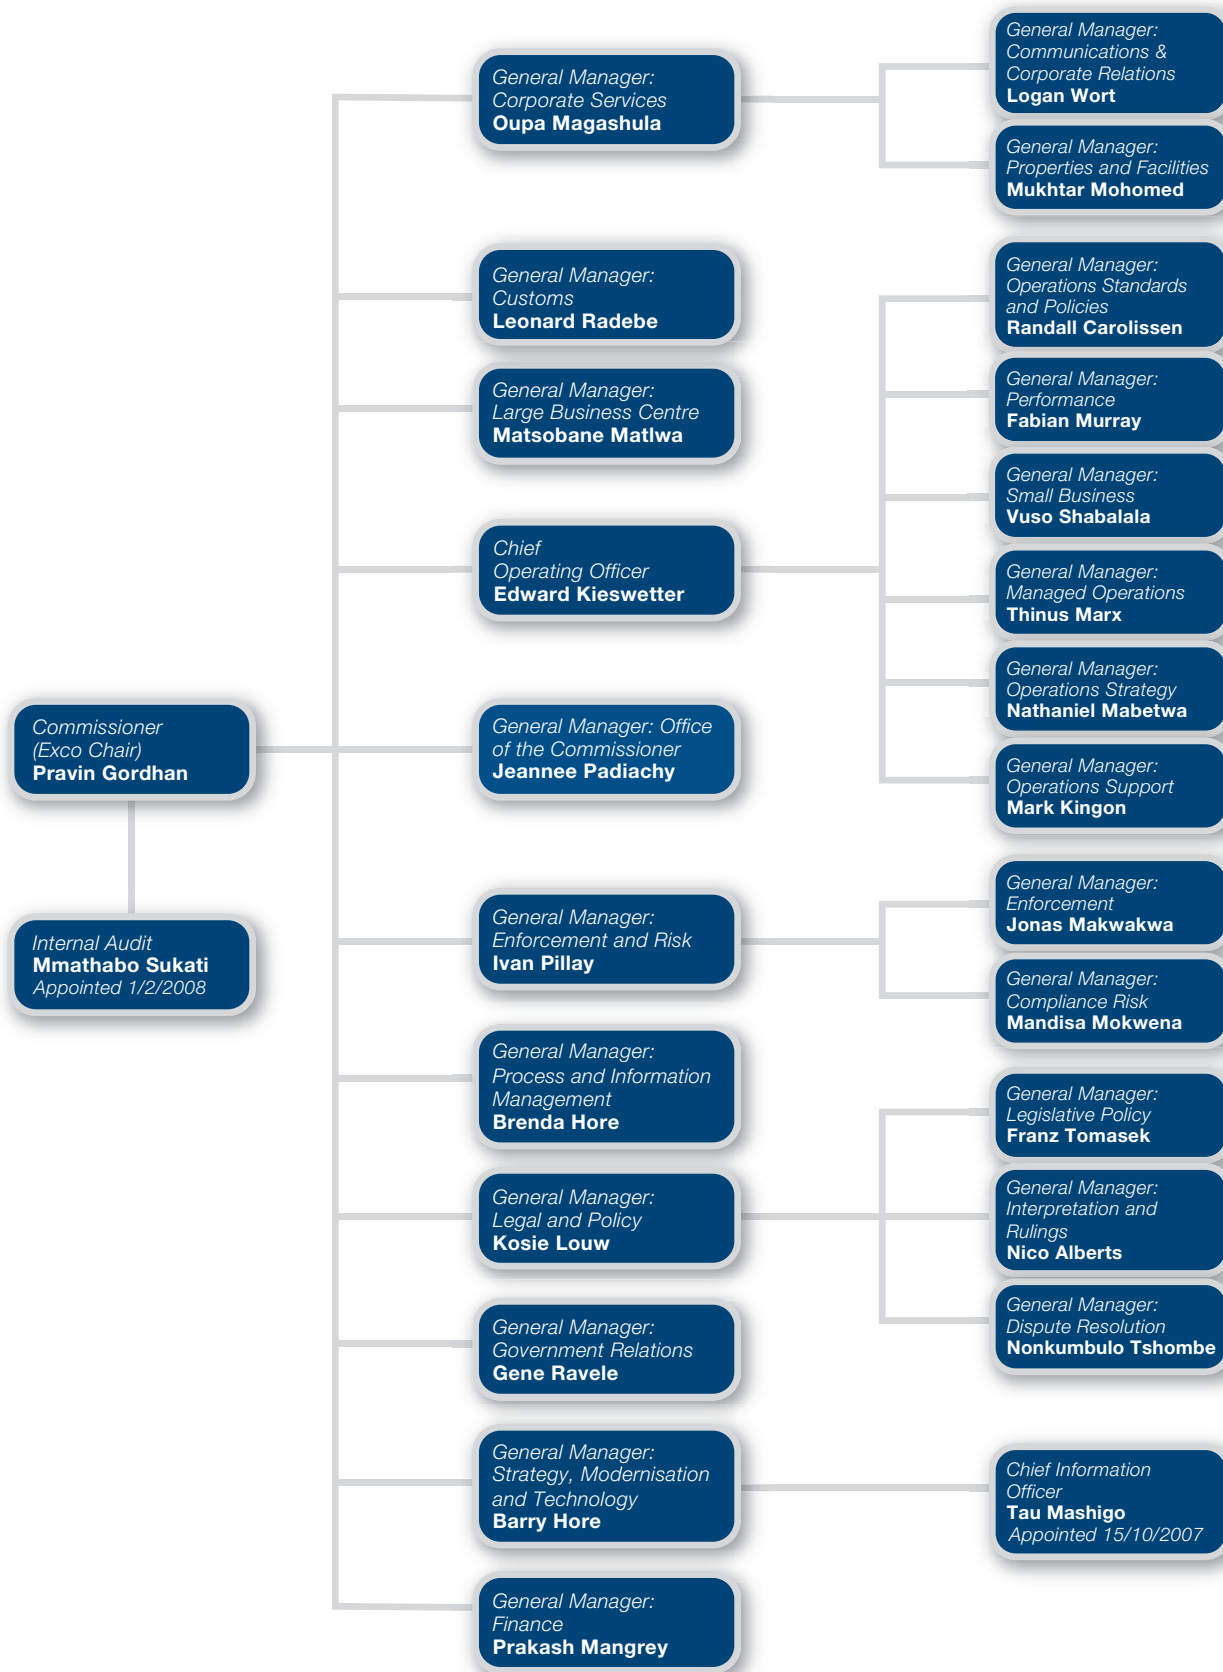 Commissioner
(Exco Chair)
Pravin Gordhan
Internal Audit
Mmathabo Sukati
Appointed 1/2/2008
General Manager:
Corporate Services
Oupa Magashula
General Manager:
Customs
Leonard Radebe
General Manager:
Large Business Centre
Matsobane Matlwa
Chief
Operating Officer
Edward Kieswetter
General Manager: Office
of the Commissioner
Jeannee Padiachy
General Manager:
Enforcement and Risk
Ivan Pillay
General Manager:
Process and Information
Management
Brenda Hore
General Manager:
Legal and Policy
Kosie Louw
General Manager:
Government Relations
Gene Ravele
General Manager:
Strategy, Modernisation
and Technology
Barry Hore
General Manager:
Finance
Prakash Mangrey
General Manager:
Communications &
Corporate Relations
Logan Wort
General Manager:
Properties and Facilities
Mukhtar Mohomed
General Manager:
Operations Standards
and Policies
Randall Carolissen
General Manager:
Performance
Fabian Murray
General Manager:
Small Business
Vuso Shabalala
General Manager:
Managed Operations
Thinus Marx
General Manager:
Operations Strategy
Nathaniel Mabetwa
General Manager:
Operations Support
Mark Kingon
General Manager:
Enforcement
Jonas Makwakwa
General Manager:
Compliance Risk
Mandisa Mokwena
General Manager:
Legislative Policy
Franz Tomasek
General Manager:
Interpretation and
Rulings
Nico Alberts
General Manager:
Dispute Resolution
Nonkumbulo Tshombe
Chief Information
Officer
Tau Mashigo
Appointed 15/10/2007